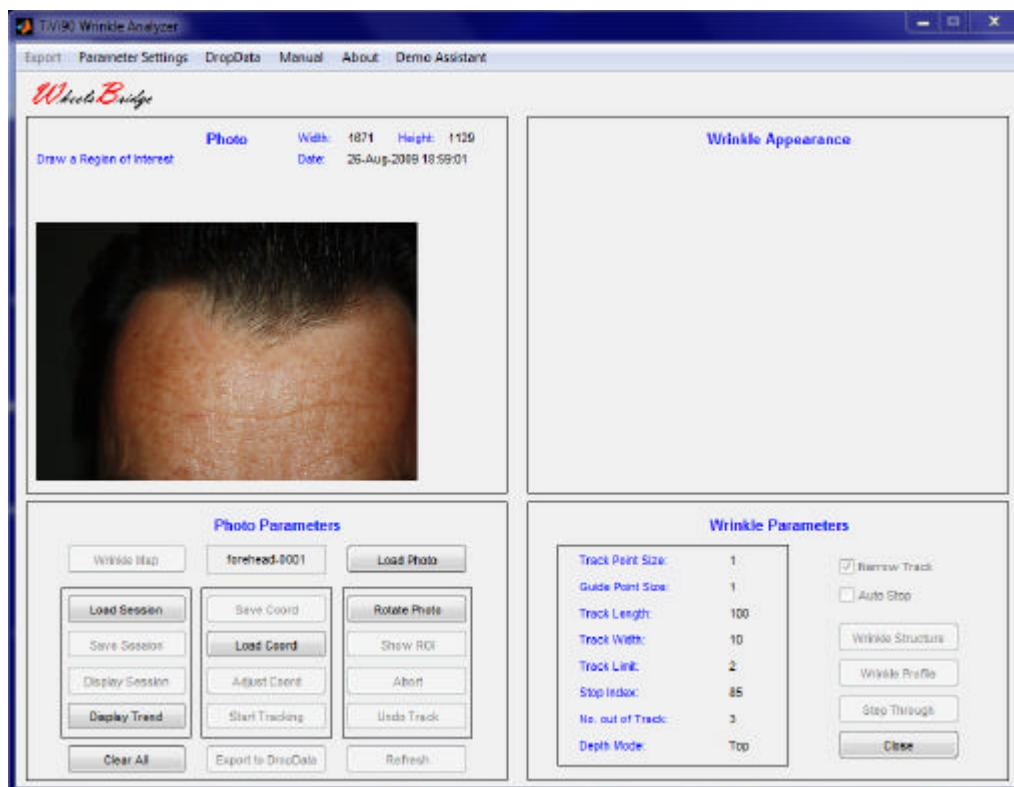 TiVi90 Wrinkle Analyzer
Export Parameter Settings DropData Manual About Demo Assistant
WheelsBridge
Photo Width: 1671 Height: 1129
Draw a Region of Interest Date: 26-Aug-2009 18:59:01
Wrinkle Appearance
Photo Parameters
Wrinkle Map forehead-0001 Load Photo
Load Session Save Coord Rotate Photo
Save Session Load Coord Show ROI
Display Session Adjust Coord Abort
Display Trend Start Tracking Undo Track
Clear All Export to DropData Refresh
Wrinkle Parameters
Track Point Size: 1
Guide Point Size: 1
Track Length: 100
Track Width: 10
Track Limit: 2
Stop Index: 85
No. out of Track: 3
Depth Mode: Top
Narrow Track
Auto Stop
Wrinkle Structure
Wrinkle Profile
Step Through
Close